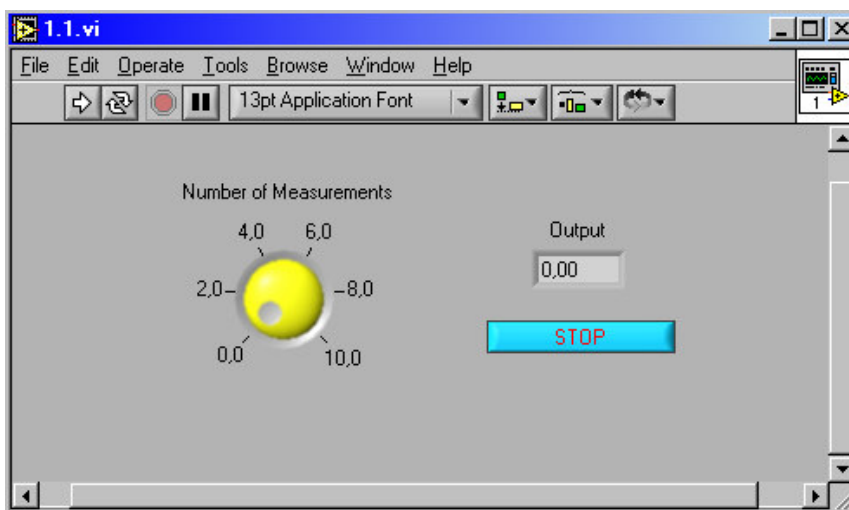 1.1.vi
File Edit Operate Tools Browse Window Help
13pt Application Font
1
Number of Measurements
4,0 6,0
2,0 8,0
0,0 10,0
Output
0,00
STOP